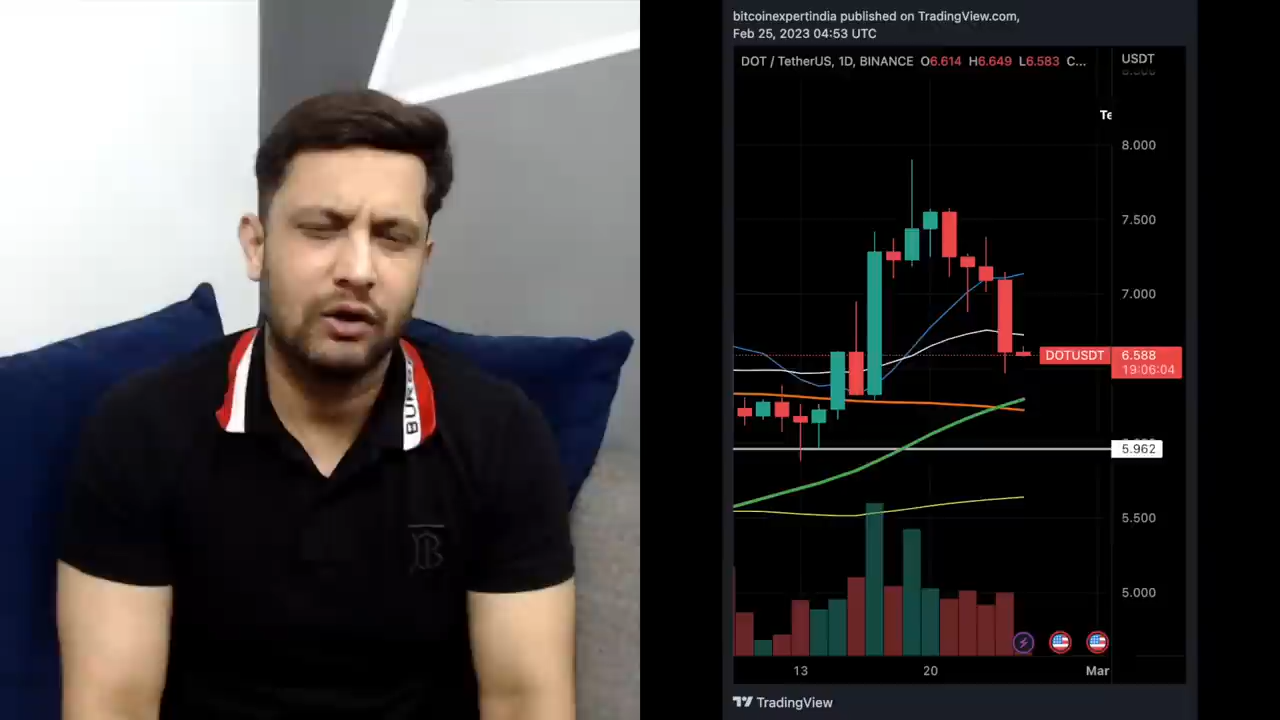 bitcoinexpertindia published on TradingView.com,
Feb 25, 2023 04:53 UTC
DOT / TetherUS, 1D, BINANCE O6.614 H6.649 L6.583 C...
USDT
Te
8.000
7.500
7.000
DOTUSDT 6.588
19:06:04
5.962
5.500
5.000
13 20 Mar
TradingView